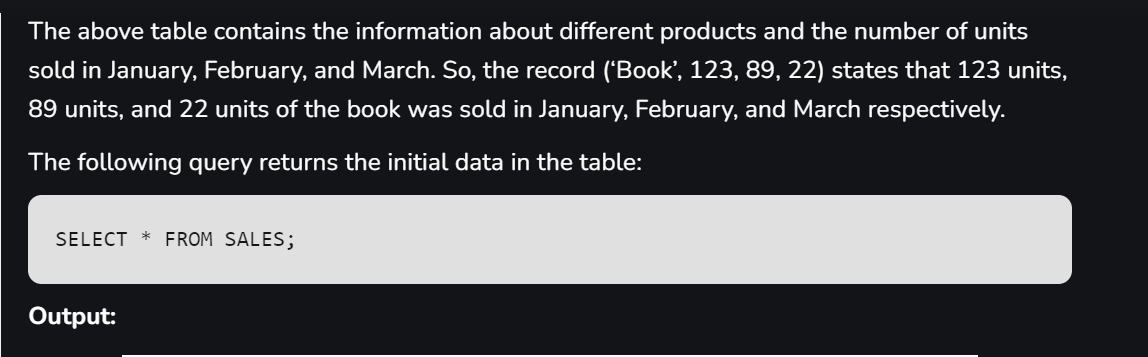 The above table contains the information about different products and the number of units
sold in January, February, and March. So, the record (‘Book’, 123, 89, 22) states that 123 units,
89 units, and 22 units of the book was sold in January, February, and March respectively.
The following query returns the initial data in the table:
SELECT * FROM SALES;
Output: